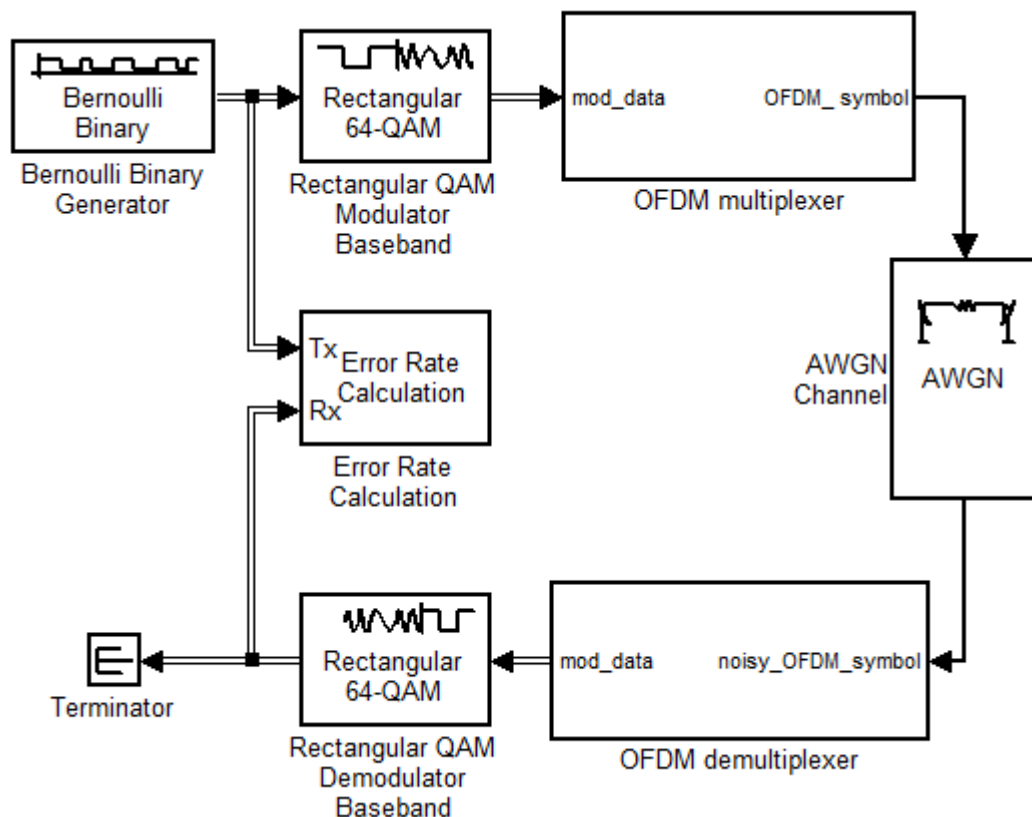 Bernoulli
Binary
Bernoulli Binary
Generator
Rectangular
64-QAM
Rectangular QAM
Modulator
Baseband
mod_data
OFDM_ symbol
OFDM multiplexer
AWGN
AWGN
Channel
Tx
Rx
Error Rate
Calculation
Error Rate
Calculation
mod_data
noisy_OFDM_symbol
OFDM demultiplexer
Rectangular
64-QAM
Rectangular QAM
Demodulator
Baseband
Terminator